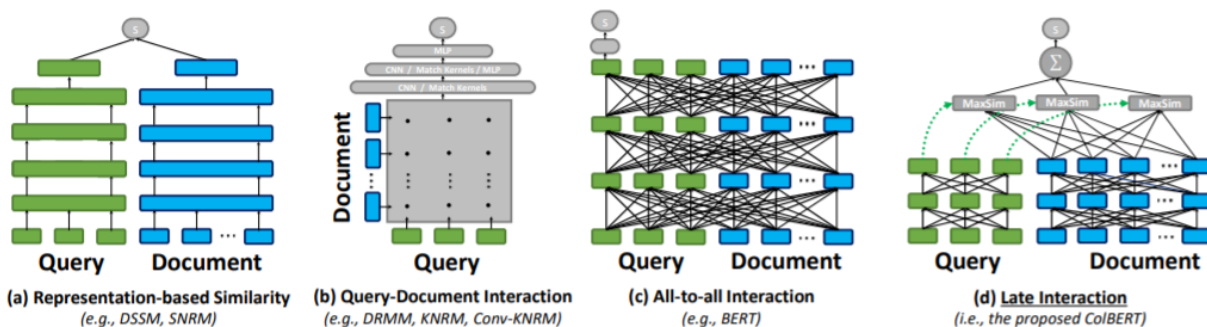 S
Query
Document
(a) Representation-based Similarity
(e.g., DSSM, SNRM)
S
MLP
CNN / Match Kernels / MLP
CNN / Match Kernels
Document
Query
(b) Query-Document Interaction
(e.g., DRMM, KNRM, Conv-KNRM)
S
Query
Document
(c) All-to-all Interaction
(e.g., BERT)
S
Σ
MaxSim MaxSim MaxSim
Query
Document
(d) Late Interaction
(i.e., the proposed ColBERT)